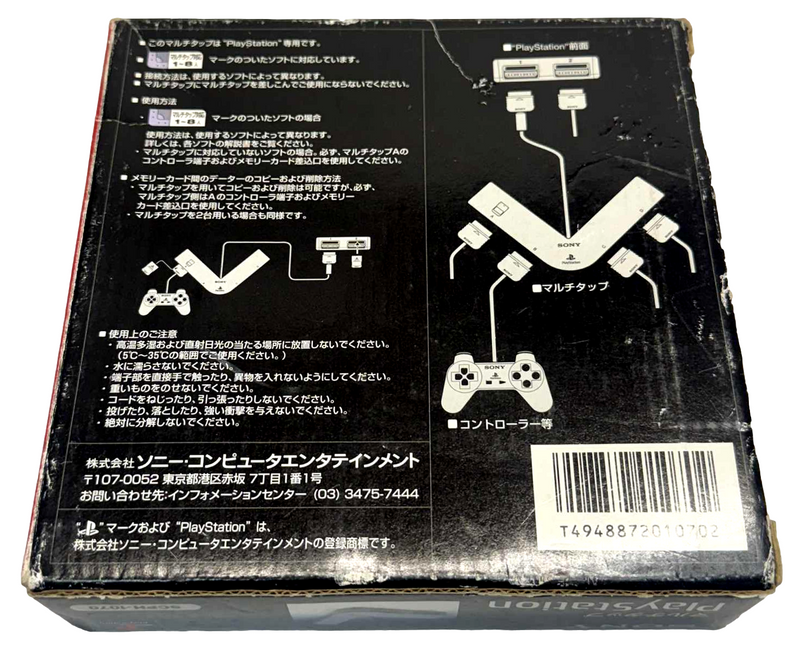 ■ このマルチタップは"PlayStation"専用です。
■ マルチタップ対応 1~8人 マークのついたソフトに対応しています。
■ 接続方法は、使用するソフトによって異なります。
■ マルチタップにマルチタップを差しこんでご使用にならないでください。
■ 使用方法
・ マルチタップ対応 1~8人 マークのついたソフトの場合
使用方法は、使用するソフトによって異なります。
詳しくは、各ソフトの解説書をご覧ください。
・ マルチタップに対応していないソフトの場合。必ず、マルチタップAの
コントローラ端子およびメモリーカード差込口を使用してください。
■ メモリーカード間のデーターのコピーおよび削除方法
・ マルチタップを用いてコピーおよび削除は可能ですが、必ず、
マルチタップ側はAのコントローラ端子およびメモリー
カード差込口を使用してください。
・ マルチタップを2台用いる場合も同様です。
SONY
■ 使用上のご注意
・ 高温多湿および直射日光の当たる場所に放置しないでください。
(5℃~35℃の範囲でご使用ください。)
・ 水に濡らさないでください。
・ 端子部を直接手で触ったり、異物を入れないようにしてください。
・ 重いものをのせないでください。
・ コードをねじったり、引っ張ったりしないでください。
・ 投げたり、落としたり、強い衝撃を与えないでください。
・ 絶対に分解しないでください。
株式会社 ソニー・コンピュータエンタテインメント
〒107-0052 東京都港区赤坂 7丁目1番1号
お問い合わせ先:インフォメーションセンター (03) 3475-7444
" "マークおよび "PlayStation" は、
株式会社ソニー・コンピュータエンタテインメントの登録商標です。
■"PlayStation"前面
1 2
SONY
PlayStation
■マルチタップ
SONY
■コントローラー等
T4948872010702
SCPH-1070
マルチタップ
PlayStation
SONY